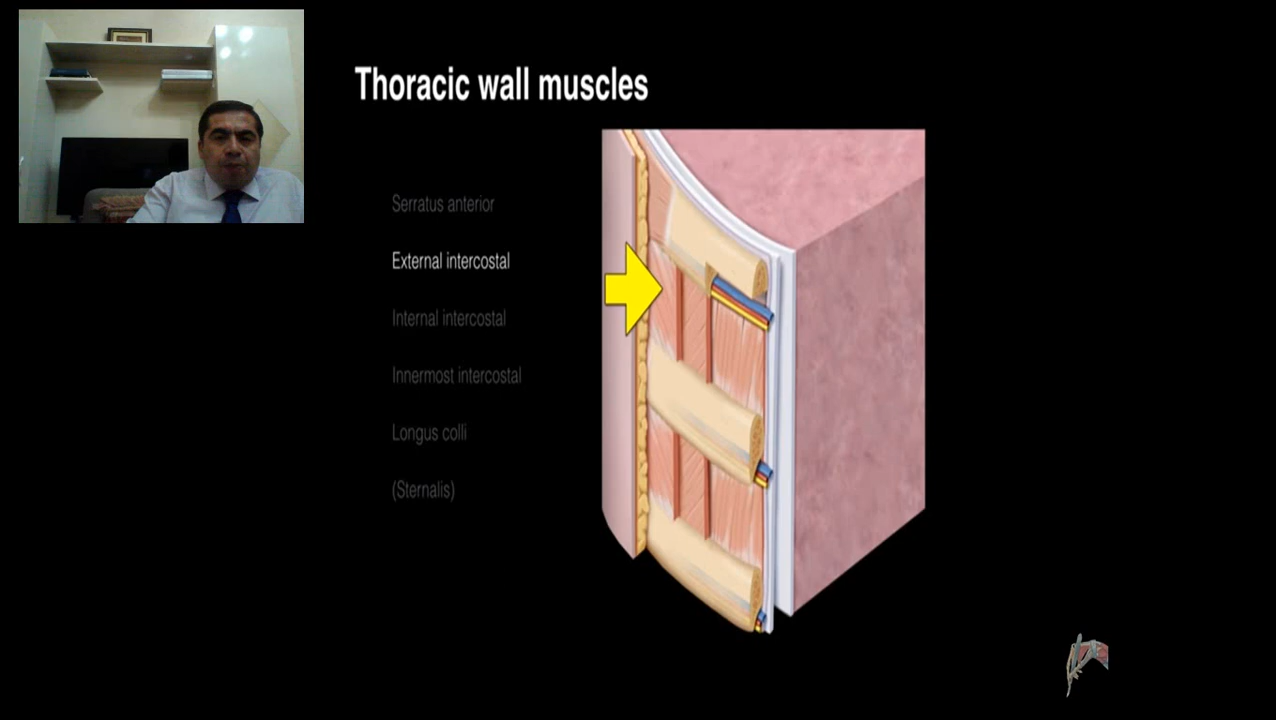 Thoracic wall muscles
Serratus anterior
External intercostal
Internal intercostal
Innermost intercostal
Longus colli
(Sternalis)